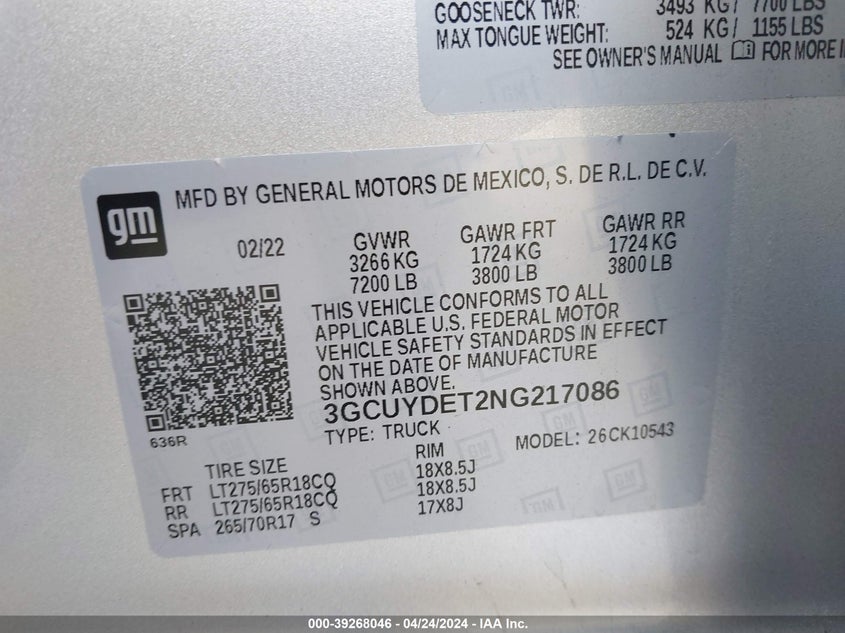 GOOSENECK TWR: 3493 KG/ 7700 LBS
MAX TONGUE WEIGHT: 524 KG/ 1155 LBS
SEE OWNER'S MANUAL FOR MORE
gm
MFD BY GENERAL MOTORS DE MEXICO, S. DE R.L. DE C.V.
02/22
GVWR GAWR FRT GAWR RR
3266 KG 1724 KG 1724 KG
7200 LB 3800 LB 3800 LB
THIS VEHICLE CONFORMS TO ALL
APPLICABLE U.S. FEDERAL MOTOR
VEHICLE SAFETY STANDARDS IN EFFECT
ON THE DATE OF MANUFACTURE
SHOWN ABOVE.
3GCUYDET2NG217086
636R
TYPE: TRUCK MODEL: 26CK10543
TIRE SIZE RIM
FRT LT275/65R18CQ 18X8.5J
RR LT275/65R18CQ 18X8.5J
SPA 265/70R17 S 17X8J
000-39268046 - 04/24/2024 - IAA Inc.